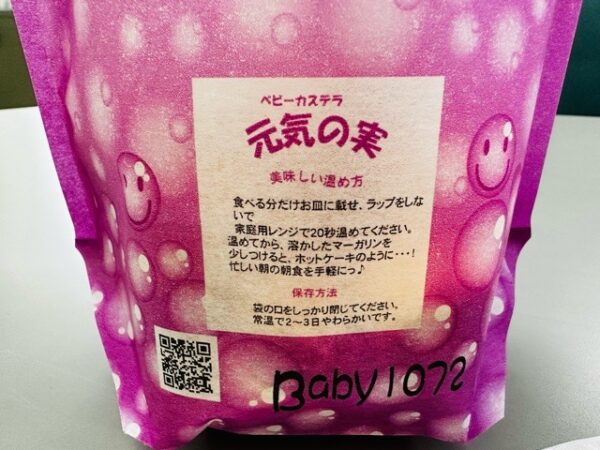 ベビーカステラ
元気の実
美味しい温め方
食べる分だけお皿に載せ、ラップをしな
いで
家庭用レンジで20秒温めてください。
温めてから、溶かしたマーガリンを
少しつけると、ホットケーキのように･･･!
忙しい朝の朝食を手軽にっ♪
保存方法
袋の口をしっかり閉じてください。
常温で2～3日やわらかいです。
Baby1072